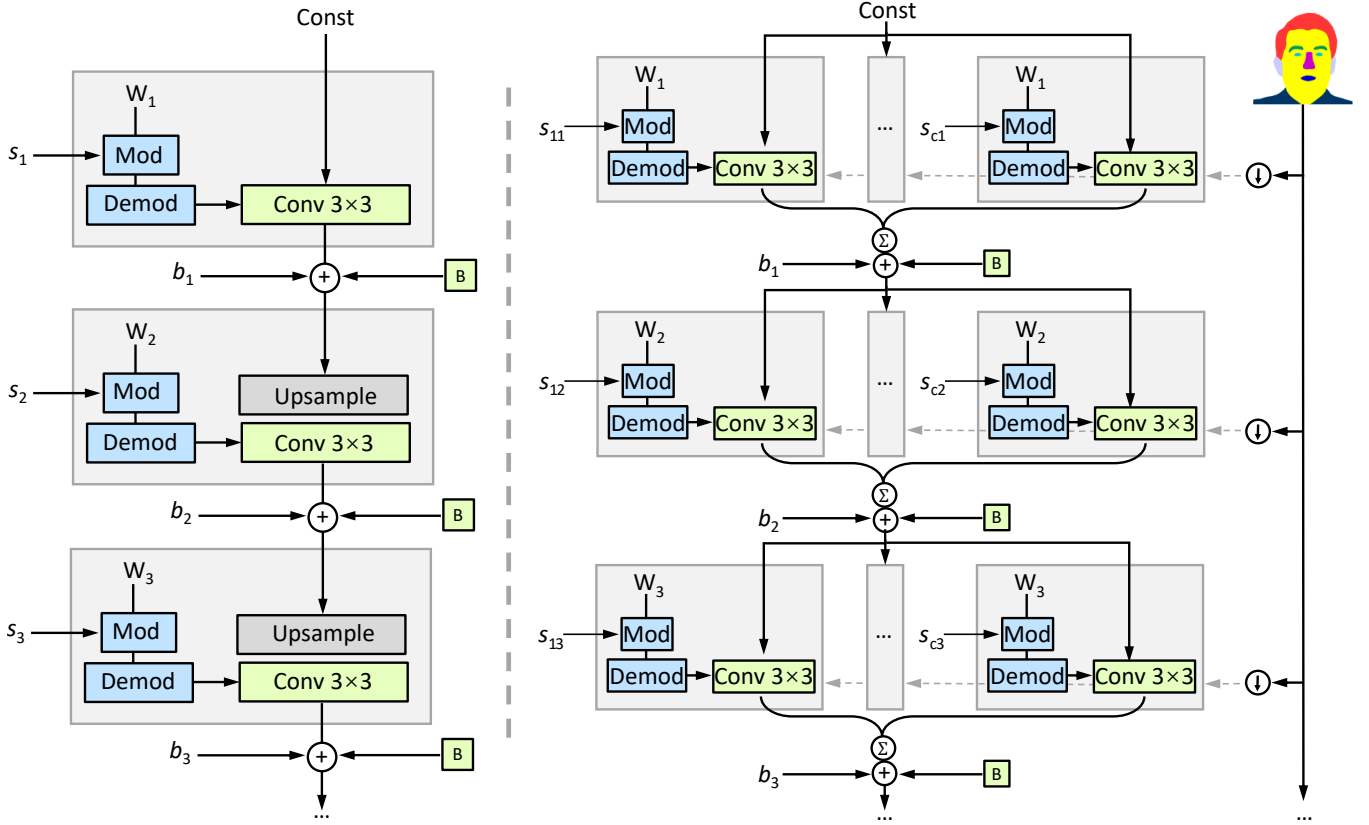 Const
W₁
s₁
Mod
Demod
Conv 3×3
b₁
+
B
W₂
s₂
Mod
Upsample
Demod
Conv 3×3
b₂
+
B
W₃
s₃
Mod
Upsample
Demod
Conv 3×3
b₃
+
B
...
Const
W₁ ... W₁
s₁₁ Mod s꜀₁ Mod
Demod Conv 3×3 Demod Conv 3×3
Σ
b₁ + B
W₂ ... W₂
s₁₂ Mod s꜀₂ Mod
Demod Conv 3×3 Demod Conv 3×3
Σ
b₂ + B
W₃ ... W₃
s₁₃ Mod s꜀₃ Mod
Demod Conv 3×3 Demod Conv 3×3
Σ
b₃ + B
... ...